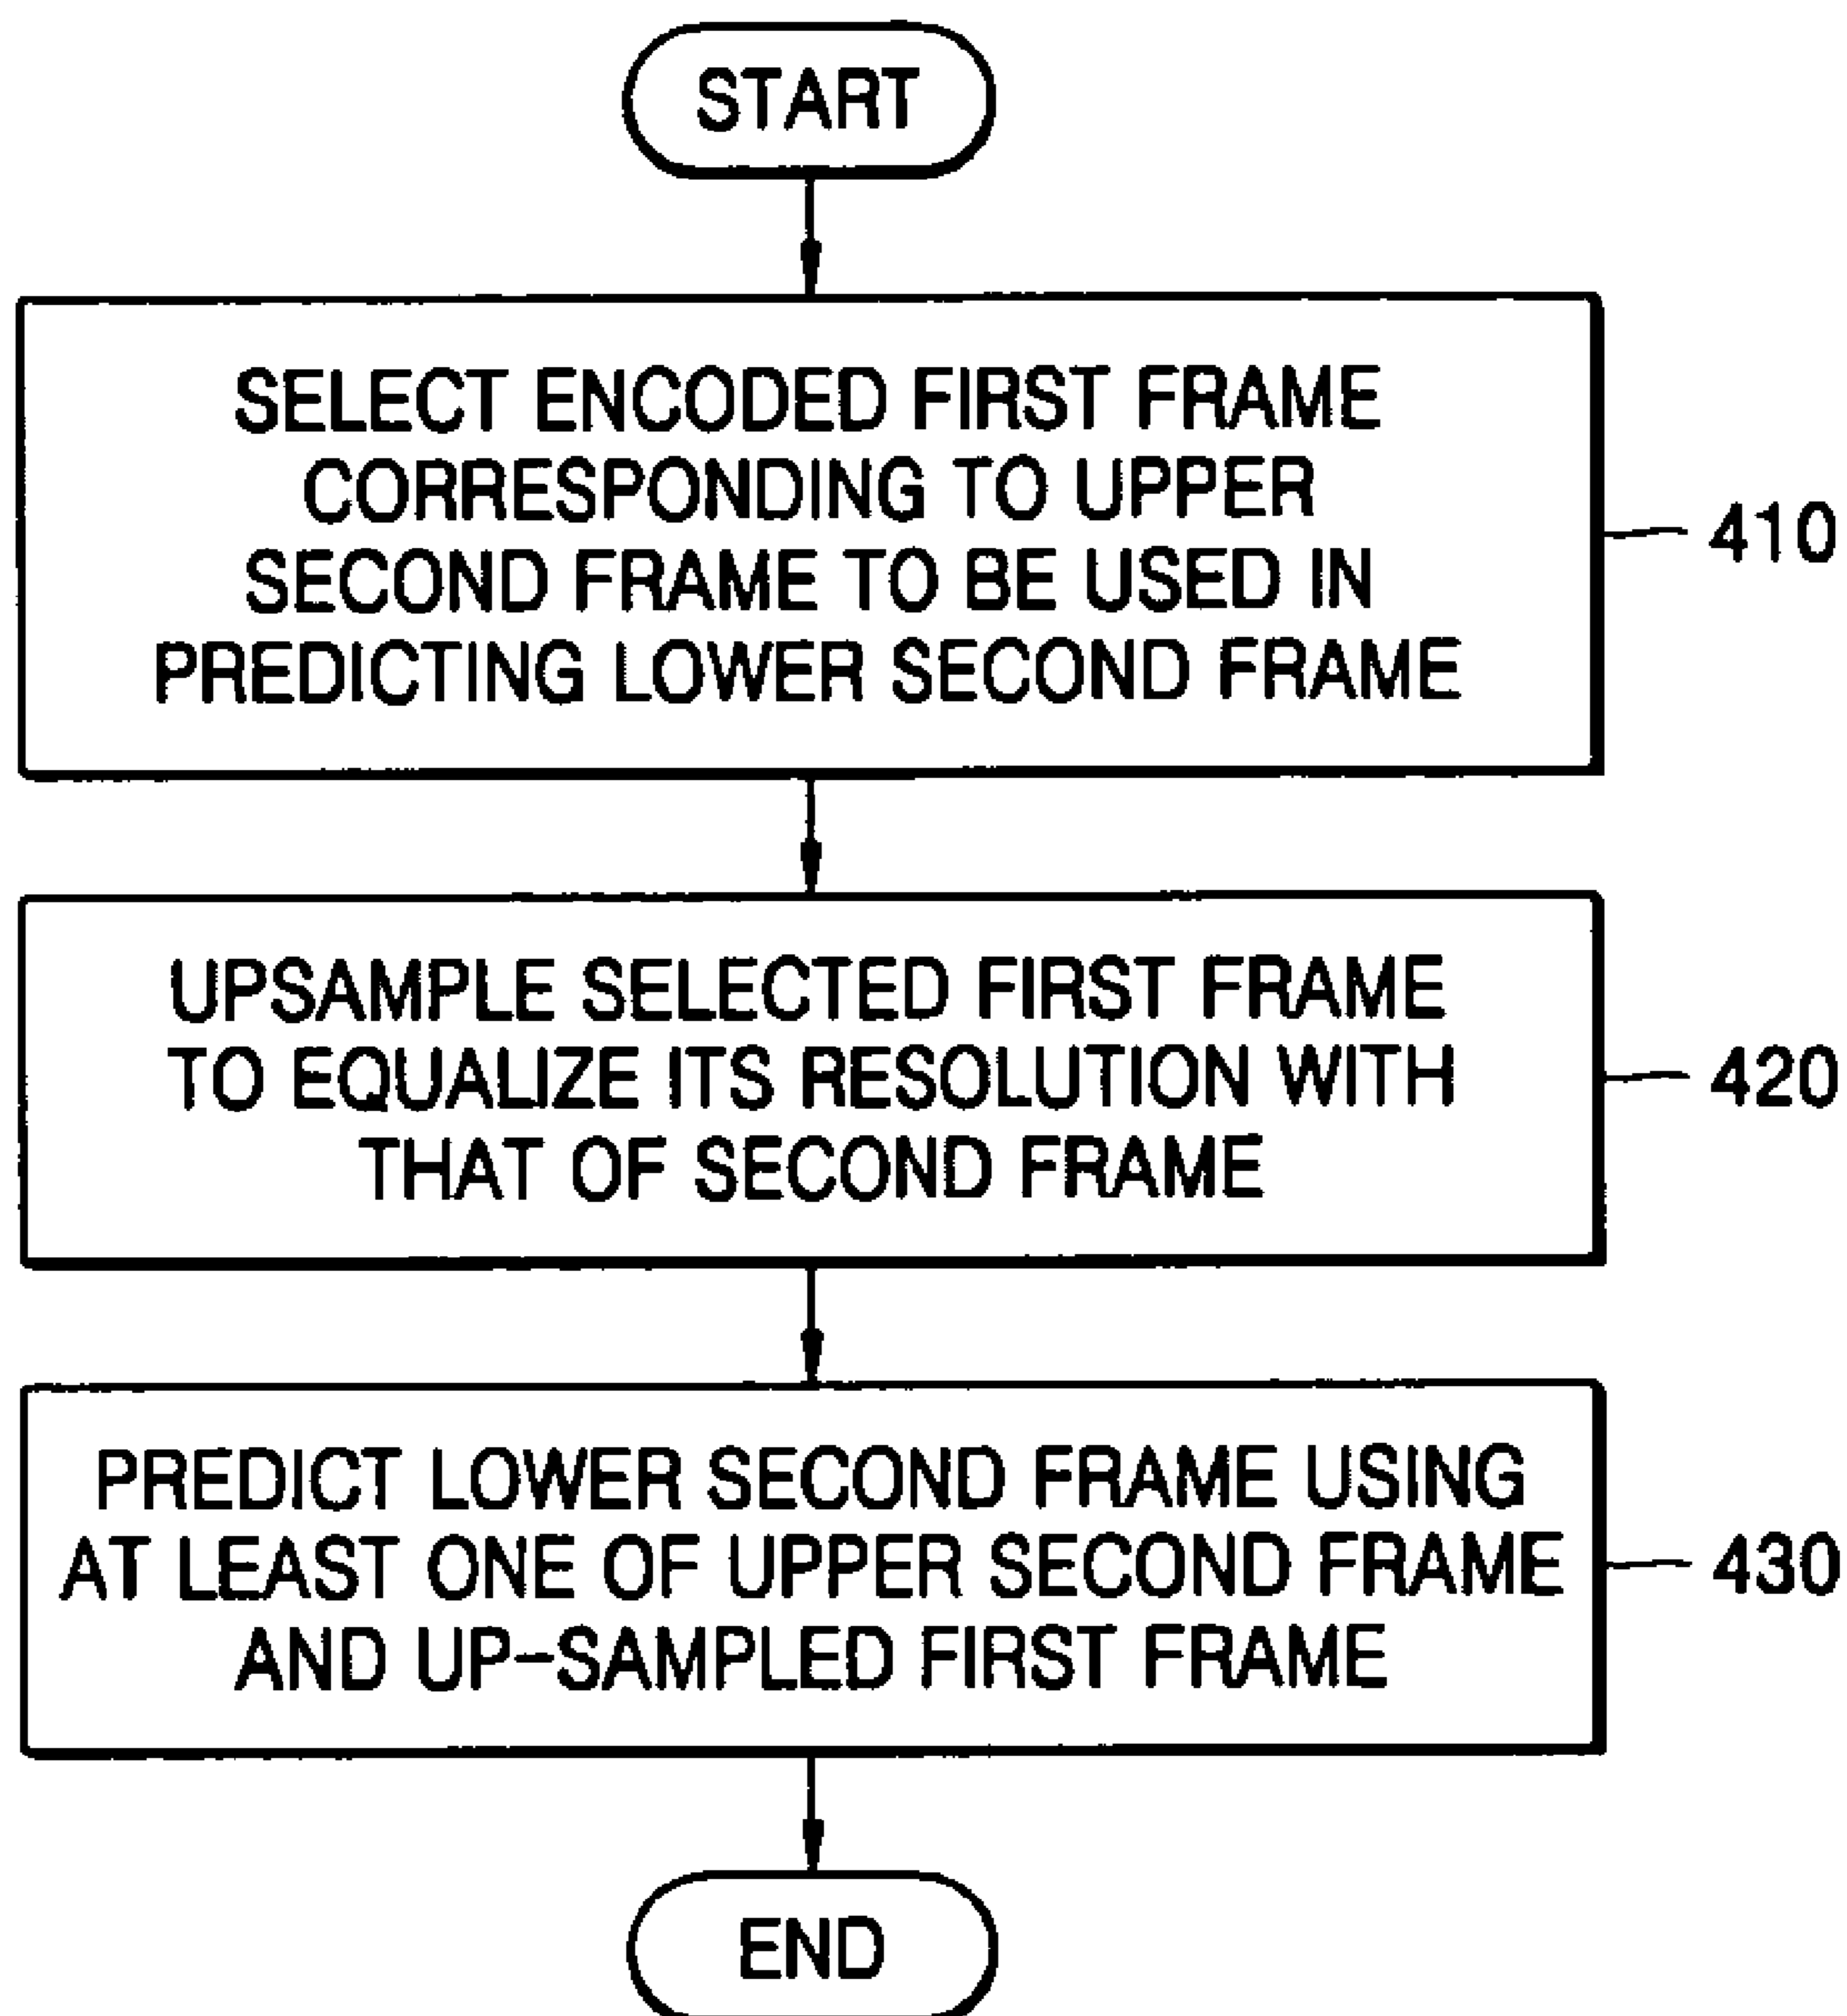 START
SELECT ENCODED FIRST FRAME
CORRESPONDING TO UPPER
SECOND FRAME TO BE USED IN
PREDICTING LOWER SECOND FRAME
410
UPSAMPLE SELECTED FIRST FRAME
TO EQUALIZE ITS RESOLUTION WITH
THAT OF SECOND FRAME
420
PREDICT LOWER SECOND FRAME USING
AT LEAST ONE OF UPPER SECOND FRAME
AND UP-SAMPLED FIRST FRAME
430
END